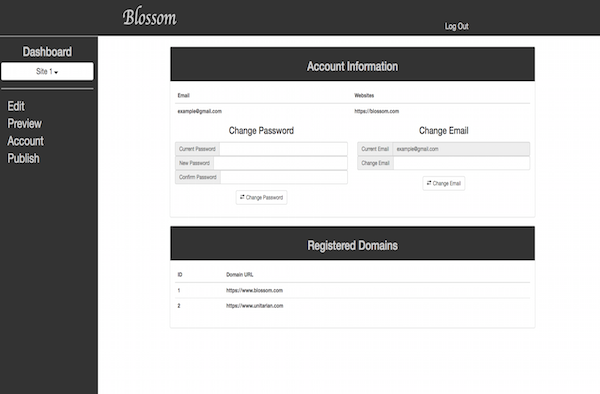 Blossom
Log Out
Dashboard
Site 1
Edit
Preview
Account
Publish
Account Information
Email Websites
example@gmail.com https://blossom.com
Change Password Change Email
Current Password Current Email example@gmail.com
New Password Change Email
Confirm Password
Change Password Change Email
Registered Domains
ID Domain URL
1 https://www.blossom.com
2 https://www.unitarian.com